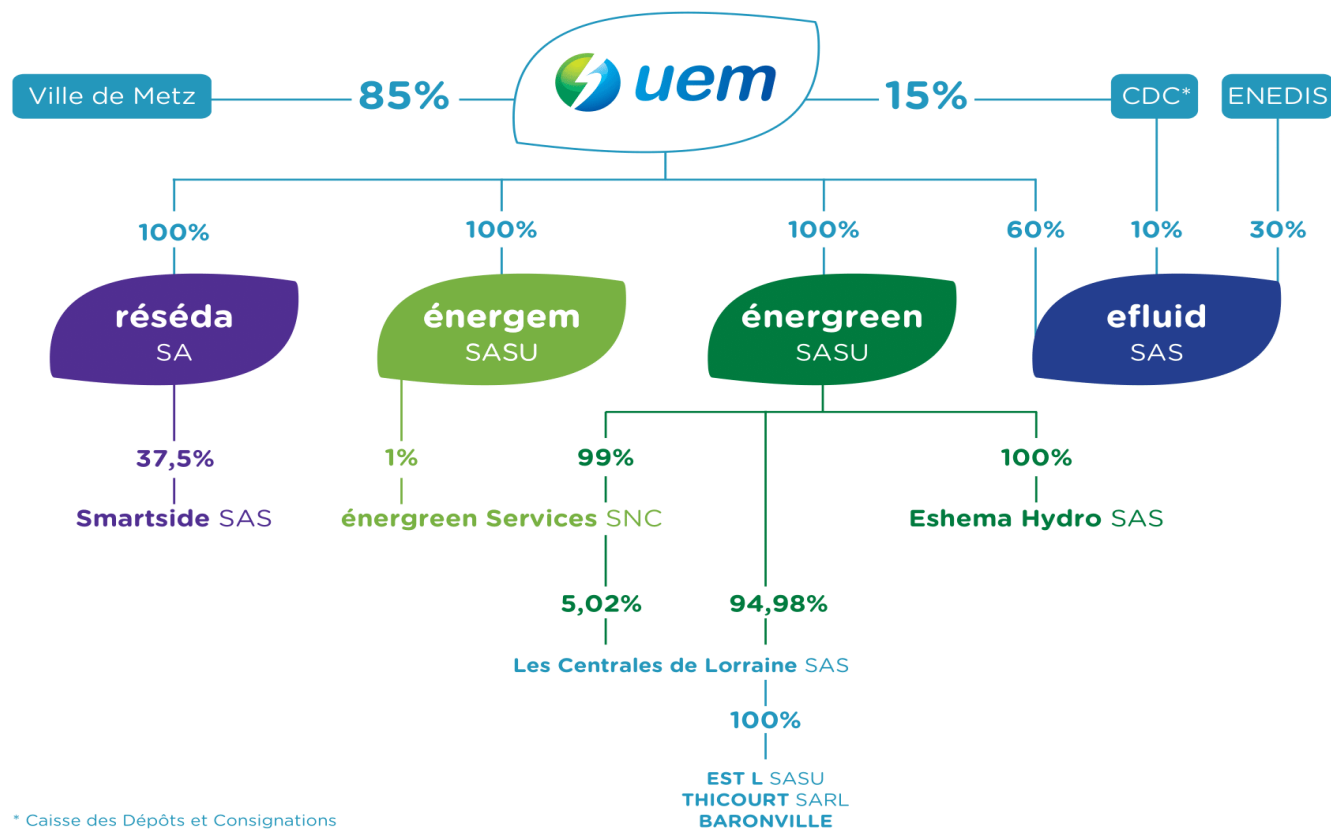 uem
Ville de Metz
85%
15%
CDC*
ENEDIS
100%
100%
100%
60%
10%
30%
réséda
SA
énergem
SASU
énergreen
SASU
efluid
SAS
37,5%
1%
99%
100%
Smartside SAS
énergreen Services SNC
Eshema Hydro SAS
5,02%
94,98%
Les Centrales de Lorraine SAS
100%
EST L SASU
THICOURT SARL
BARONVILLE
* Caisse des Dépôts et Consignations